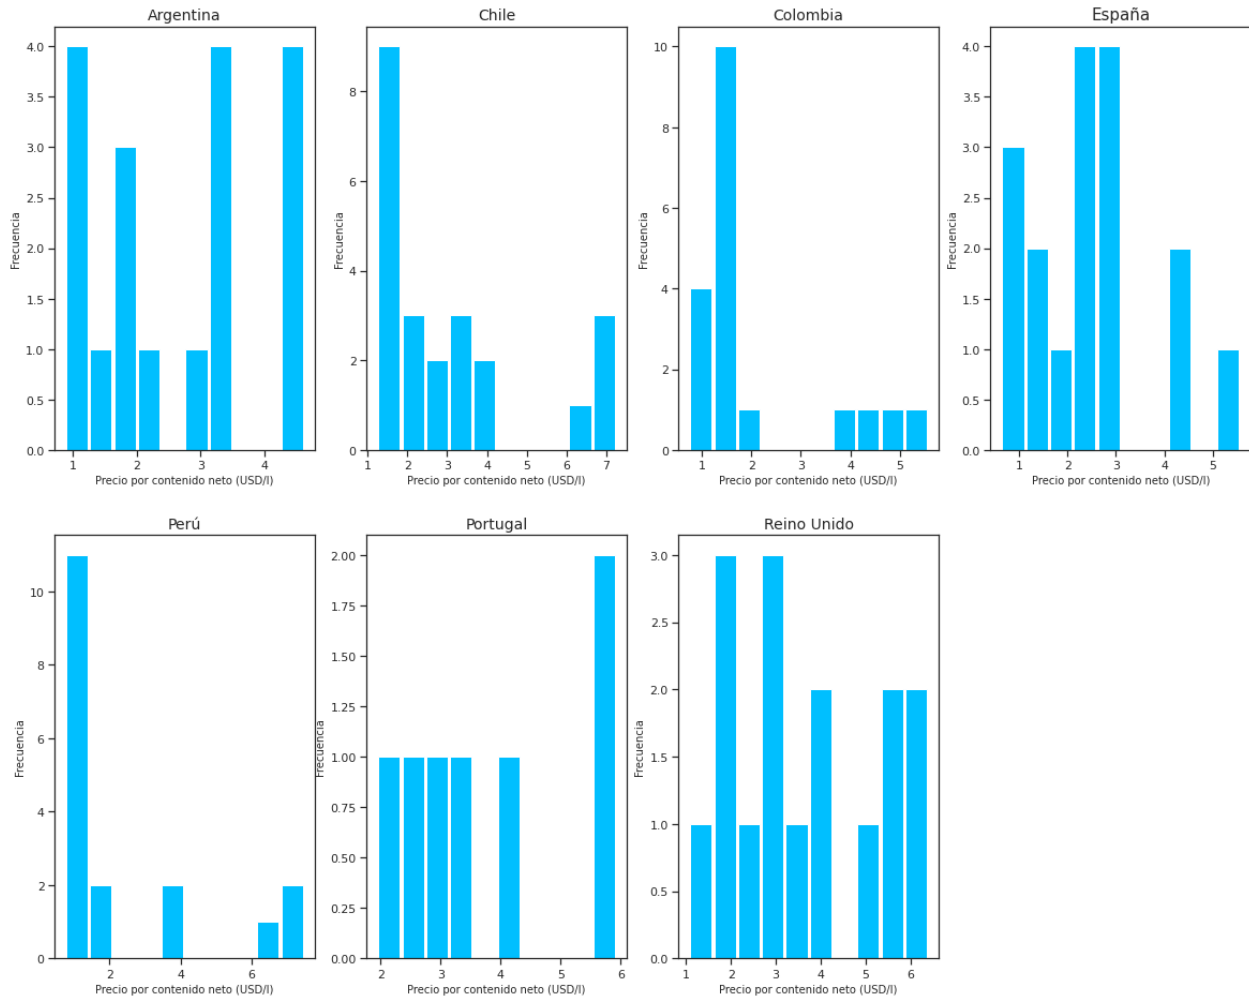 Argentina
4.0
3.5
3.0
2.5
2.0
1.5
1.0
0.5
0.0
Frecuencia
1 2 3 4
Precio por contenido neto (USD/l)
Chile
8
6
4
2
0
Frecuencia
1 2 3 4 5 6 7
Precio por contenido neto (USD/l)
Colombia
10
8
6
4
2
0
Frecuencia
1 2 3 4 5
Precio por contenido neto (USD/l)
España
4.0
3.5
3.0
2.5
2.0
1.5
1.0
0.5
0.0
Frecuencia
1 2 3 4 5
Precio por contenido neto (USD/l)
Perú
10
8
6
4
2
0
Frecuencia
2 4 6
Precio por contenido neto (USD/l)
Portugal
2.00
1.75
1.50
1.25
1.00
0.75
0.50
0.25
0.00
Frecuencia
2 3 4 5 6
Precio por contenido neto (USD/l)
Reino Unido
3.0
2.5
2.0
1.5
1.0
0.5
0.0
Frecuencia
1 2 3 4 5 6
Precio por contenido neto (USD/l)